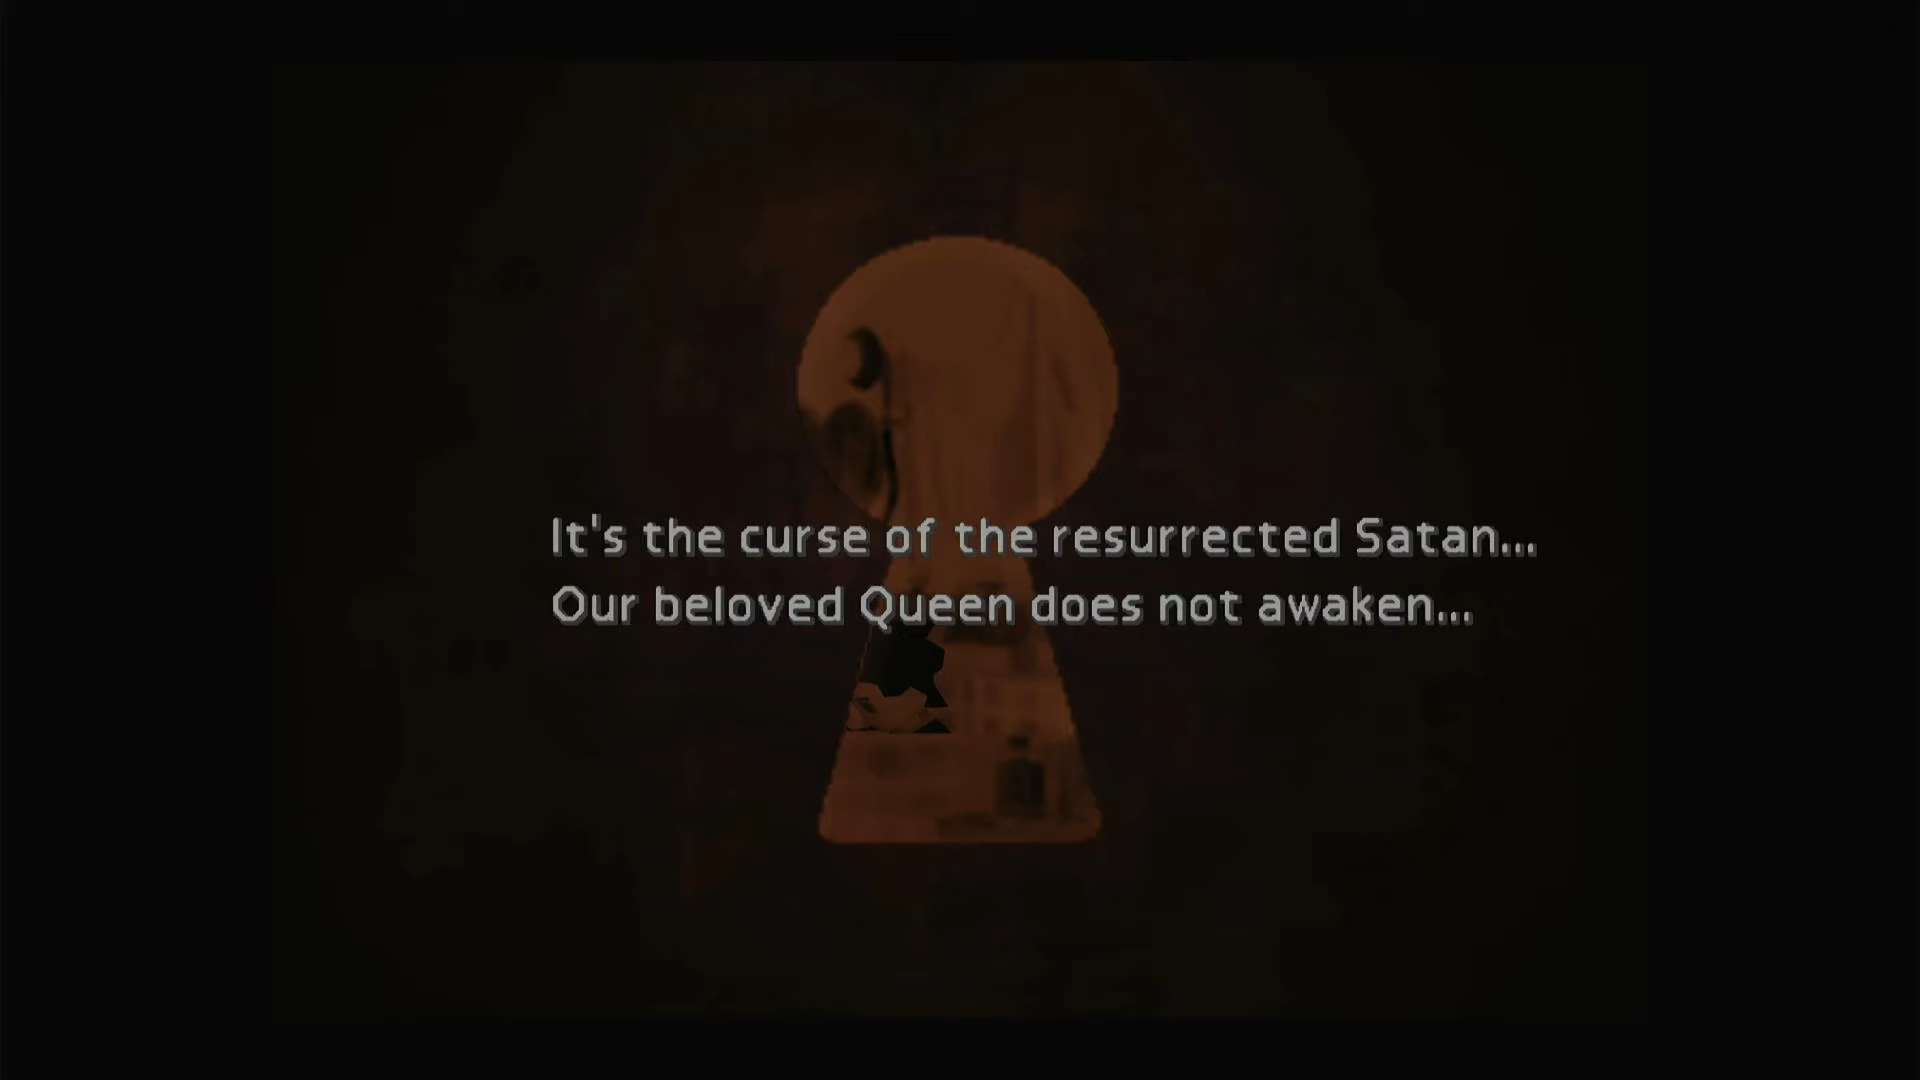 It's the curse of the resurrected Satan...
Our beloved Queen does not awaken...